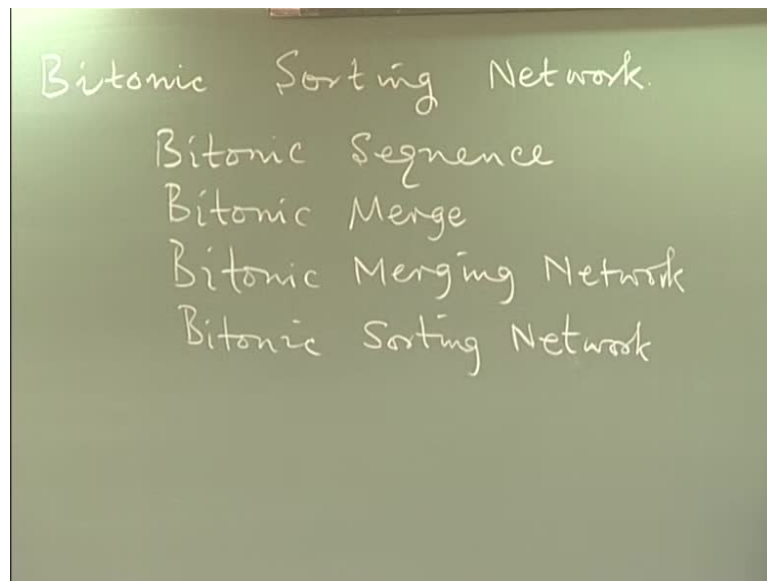 Bitonic Sorting Network.
Bitonic Sequence
Bitonic Merge
Bitonic Merging Network
Bitonic Sorting Network